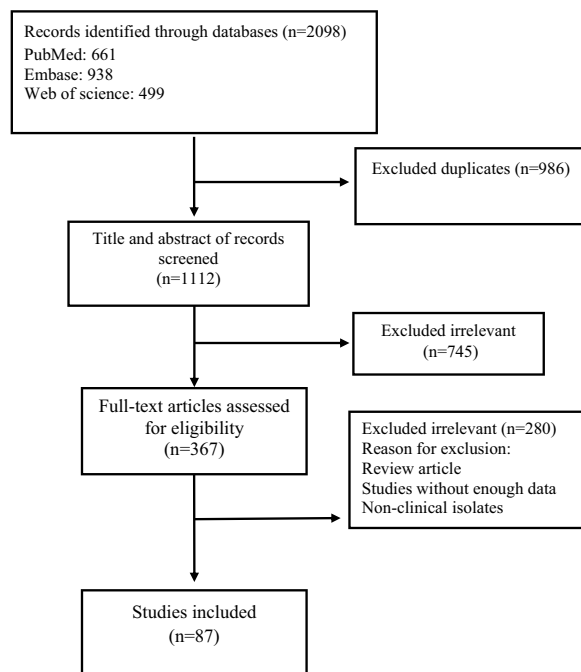 Records identified through databases (n=2098)
PubMed: 661
Embase: 938
Web of science: 499
Excluded duplicates (n=986)
Title and abstract of records
screened
(n=1112)
Excluded irrelevant
(n=745)
Full-text articles assessed
for eligibility
(n=367)
Excluded irrelevant (n=280)
Reason for exclusion:
Review article
Studies without enough data
Non-clinical isolates
Studies included
(n=87)